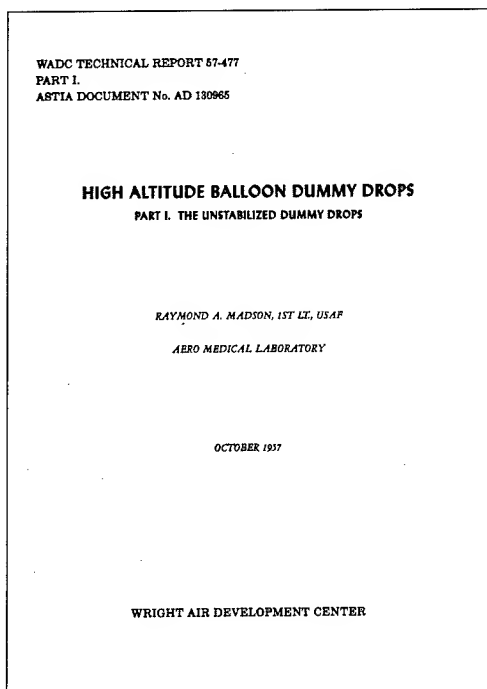 WADC TECHNICAL REPORT 57-477
PART I.
ASTIA DOCUMENT No. AD 130965
HIGH ALTITUDE BALLOON DUMMY DROPS
PART I. THE UNSTABILIZED DUMMY DROPS
RAYMOND A. MADSON, 1ST LT., USAF
AERO MEDICAL LABORATORY
OCTOBER 1957
WRIGHT AIR DEVELOPMENT CENTER